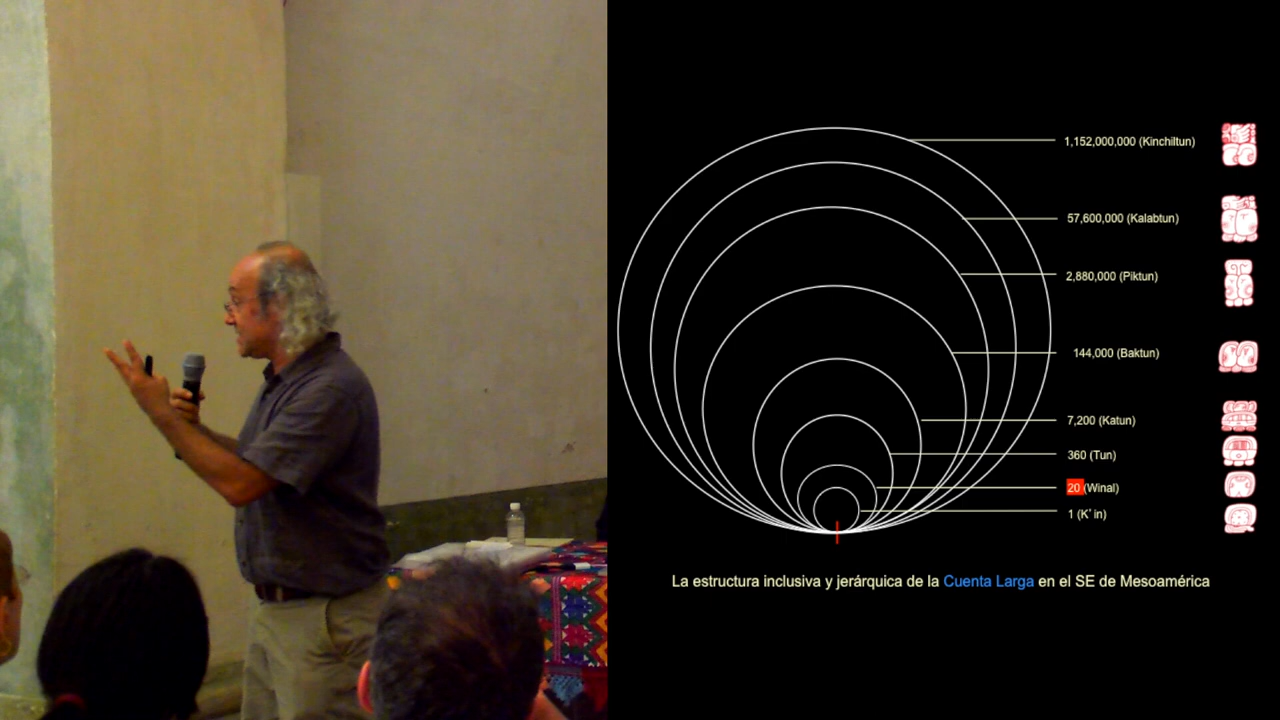 1,152,000,000 (Kinchiltun)
57,600,000 (Kalabtun)
2,880,000 (Piktun)
144,000 (Baktun)
7,200 (Katun)
360 (Tun)
20 (Winal)
1 (K' in)
La estructura inclusiva y jerárquica de la Cuenta Larga en el SE de Mesoamérica